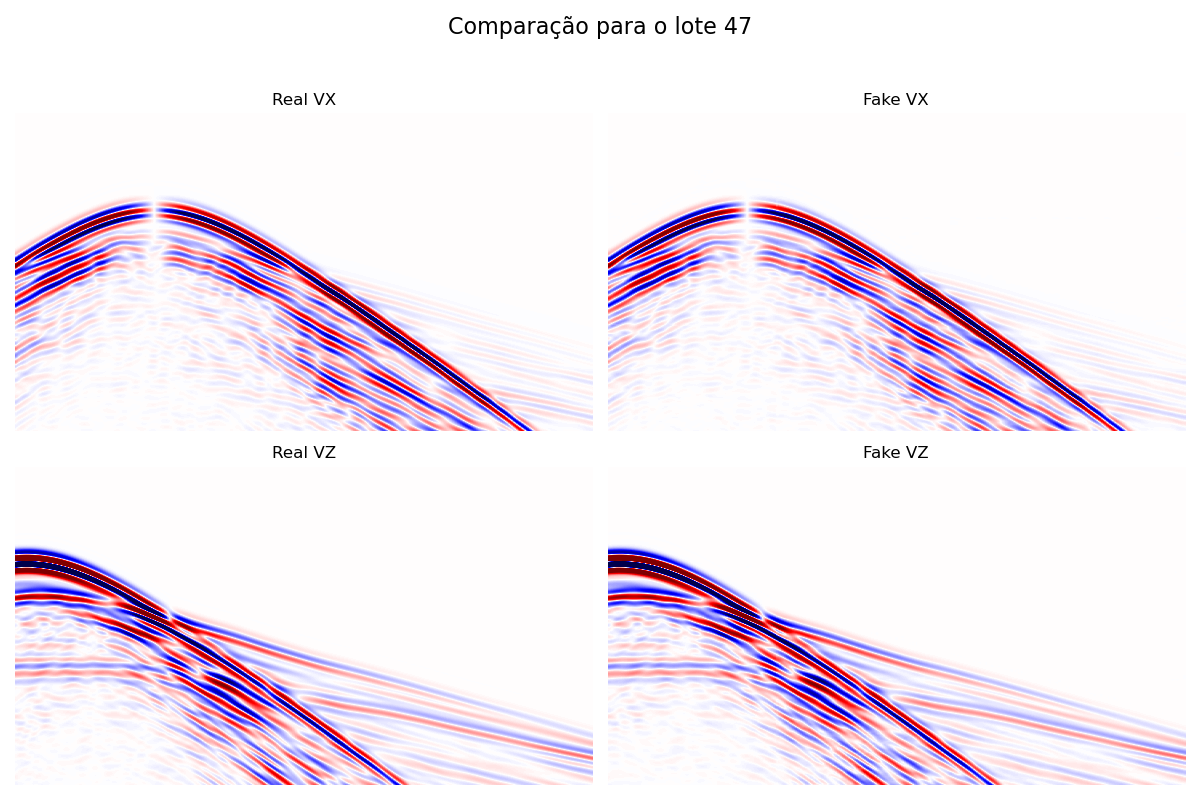 Comparação para o lote 47
Real VX
Fake VX
Real VZ
Fake VZ